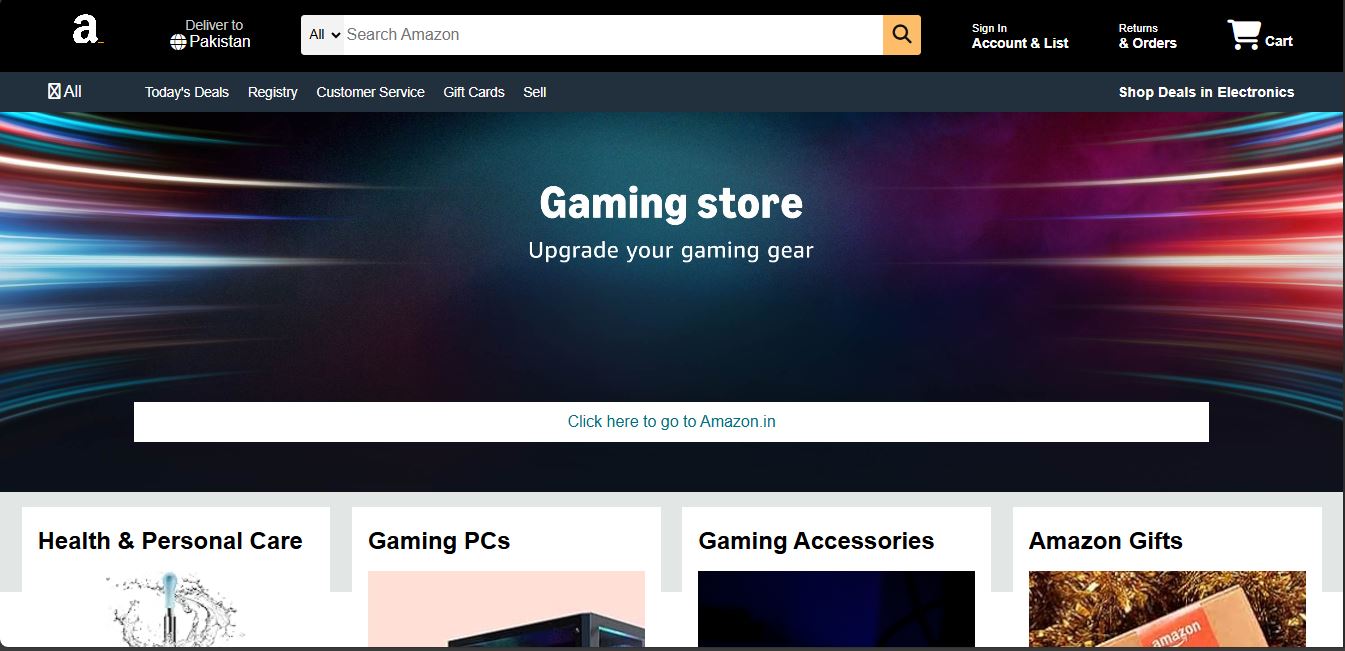 a
Deliver to
Pakistan
All
Search Amazon
Sign In
Account & List
Returns
& Orders
Cart
All
Today's Deals
Registry
Customer Service
Gift Cards
Sell
Shop Deals in Electronics
Gaming store
Upgrade your gaming gear
Click here to go to Amazon.in
Health & Personal Care
Gaming PCs
Gaming Accessories
Amazon Gifts
amazon